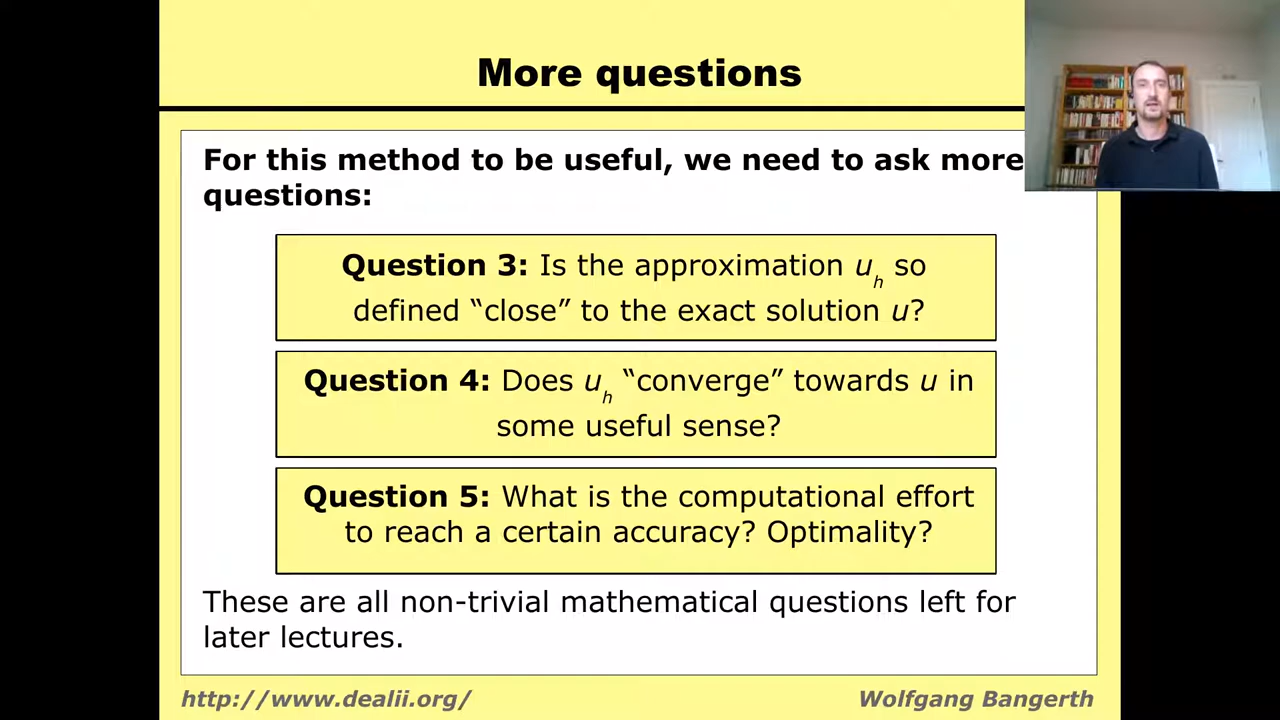 More questions
For this method to be useful, we need to ask more
questions:
Question 3: Is the approximation u_h so
defined “close” to the exact solution u?
Question 4: Does u_h “converge” towards u in
some useful sense?
Question 5: What is the computational effort
to reach a certain accuracy? Optimality?
These are all non-trivial mathematical questions left for
later lectures.
http://www.dealii.org/
Wolfgang Bangerth